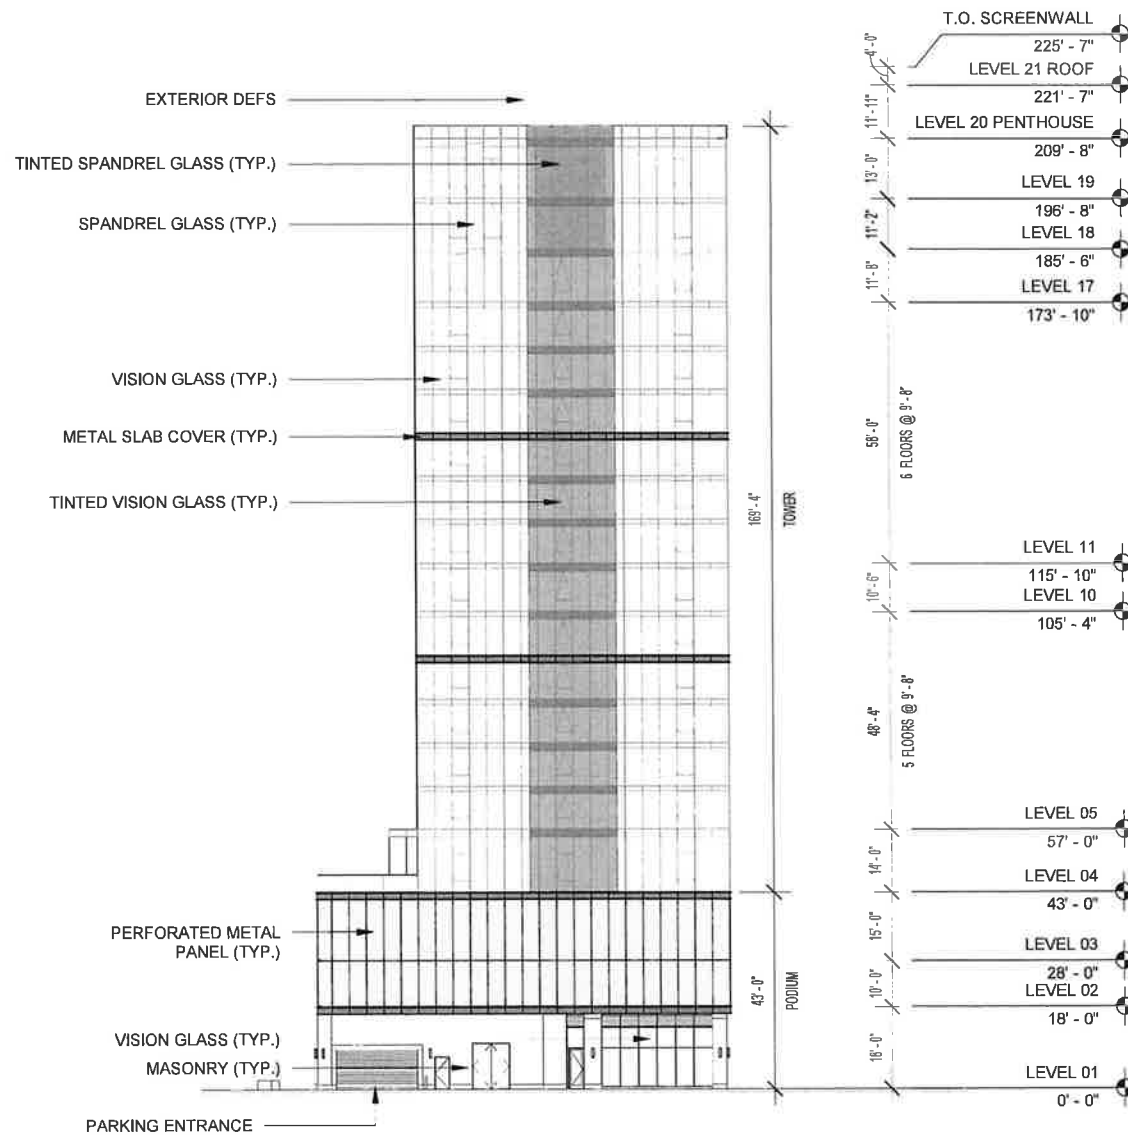 T.O. SCREENWALL
225' - 7"
4'-0"
LEVEL 21 ROOF
221' - 7"
EXTERIOR DEFS
11'-11"
LEVEL 20 PENTHOUSE
209' - 8"
TINTED SPANDREL GLASS (TYP.)
13'-0"
LEVEL 19
196' - 8"
SPANDREL GLASS (TYP.)
11'-2"
LEVEL 18
185' - 6"
11'-8"
LEVEL 17
173' - 10"
VISION GLASS (TYP.)
METAL SLAB COVER (TYP.)
58'-0"
6 FLOORS @ 9'-8"
TINTED VISION GLASS (TYP.)
169'-4"
TOWER
LEVEL 11
115' - 10"
10'-6"
LEVEL 10
105' - 4"
48'-4"
5 FLOORS @ 9'-8"
LEVEL 05
57' - 0"
14'-0"
LEVEL 04
43' - 0"
PERFORATED METAL
PANEL (TYP.)
15'-0"
LEVEL 03
28' - 0"
43'-0"
PODIUM
10'-0"
LEVEL 02
18' - 0"
VISION GLASS (TYP.)
MASONRY (TYP.)
18'-0"
LEVEL 01
0' - 0"
PARKING ENTRANCE